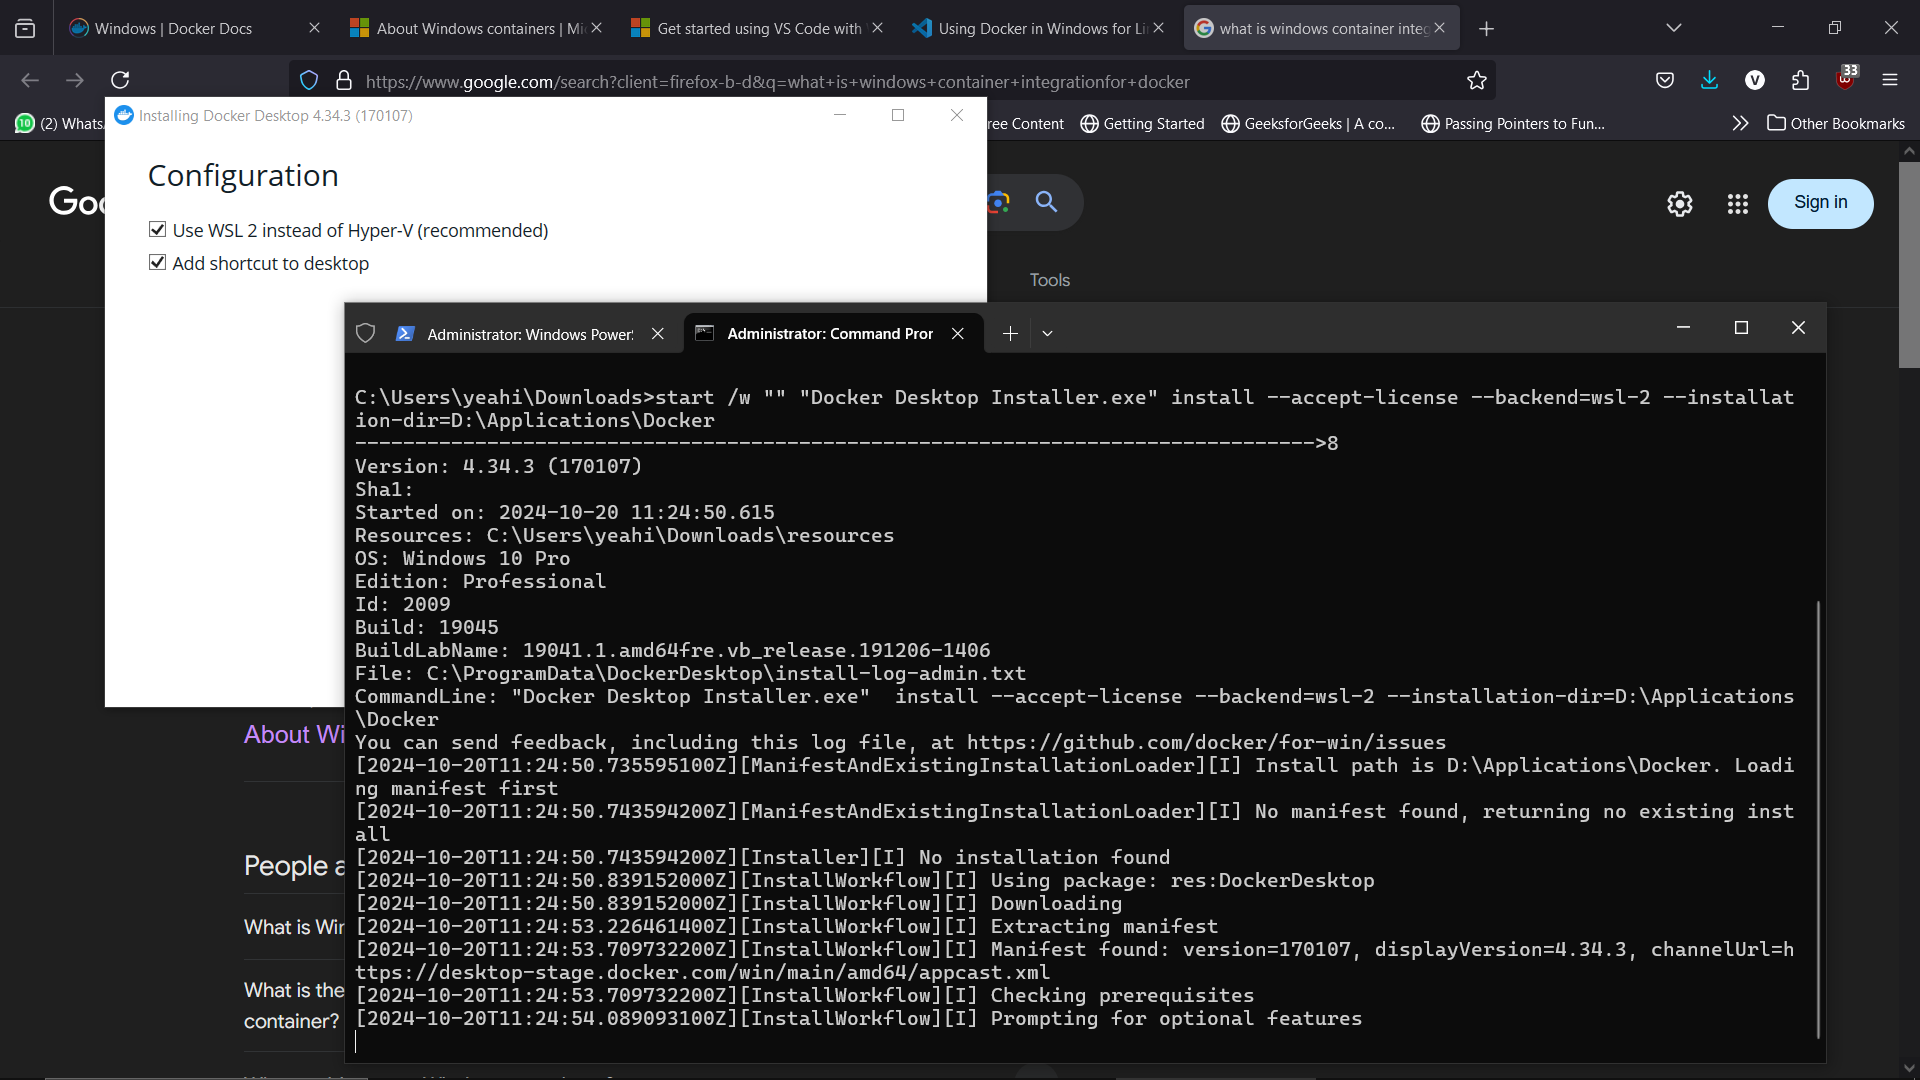 Windows | Docker Docs
About Windows containers | Mi
Get started using VS Code with
Using Docker in Windows for Li
what is windows container integ
https://www.google.com/search?client=firefox-b-d&q=what+is+windows+container+integrationfor+docker
33
10
(2) Whats
ree Content
Getting Started
GeeksforGeeks | A co...
Passing Pointers to Fun...
Other Bookmarks
Installing Docker Desktop 4.34.3 (170107)
Configuration
Use WSL 2 instead of Hyper-V (recommended)
Add shortcut to desktop
Goo
Sign in
Tools
Administrator: Windows PowerS
Administrator: Command Pror
C:\Users\yeahi\Downloads>start /w "" "Docker Desktop Installer.exe" install --accept-license --backend=wsl-2 --installat
ion-dir=D:\Applications\Docker
-------------------------------------------------------------------------------->8
Version: 4.34.3 (170107)
Sha1:
Started on: 2024-10-20 11:24:50.615
Resources: C:\Users\yeahi\Downloads\resources
OS: Windows 10 Pro
Edition: Professional
Id: 2009
Build: 19045
BuildLabName: 19041.1.amd64fre.vb_release.191206-1406
File: C:\ProgramData\DockerDesktop\install-log-admin.txt
CommandLine: "Docker Desktop Installer.exe"  install --accept-license --backend=wsl-2 --installation-dir=D:\Applications
\Docker
You can send feedback, including this log file, at https://github.com/docker/for-win/issues
[2024-10-20T11:24:50.735595100Z][ManifestAndExistingInstallationLoader][I] Install path is D:\Applications\Docker. Loadi
ng manifest first
[2024-10-20T11:24:50.743594200Z][ManifestAndExistingInstallationLoader][I] No manifest found, returning no existing inst
all
[2024-10-20T11:24:50.743594200Z][Installer][I] No installation found
[2024-10-20T11:24:50.839152000Z][InstallWorkflow][I] Using package: res:DockerDesktop
[2024-10-20T11:24:50.839152000Z][InstallWorkflow][I] Downloading
[2024-10-20T11:24:53.226461400Z][InstallWorkflow][I] Extracting manifest
[2024-10-20T11:24:53.709732200Z][InstallWorkflow][I] Manifest found: version=170107, displayVersion=4.34.3, channelUrl=h
ttps://desktop-stage.docker.com/win/main/amd64/appcast.xml
[2024-10-20T11:24:53.709732200Z][InstallWorkflow][I] Checking prerequisites
[2024-10-20T11:24:54.089093100Z][InstallWorkflow][I] Prompting for optional features
About Wi
People a
What is Win
What is the
container?